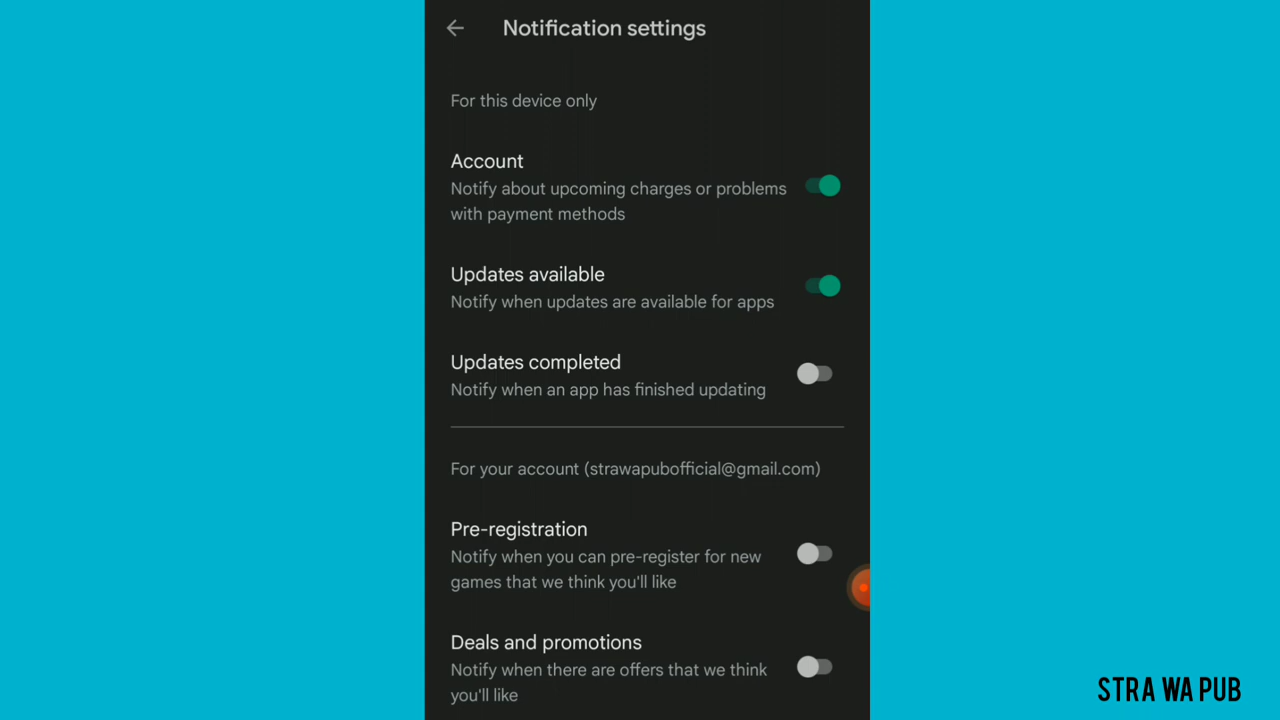 Notification settings
For this device only
Account
Notify about upcoming charges or problems
with payment methods
Updates available
Notify when updates are available for apps
Updates completed
Notify when an app has finished updating
For your account (strawapubofficial@gmail.com)
Pre-registration
Notify when you can pre-register for new
games that we think you'll like
Deals and promotions
Notify when there are offers that we think
you'll like
STRA WA PUB